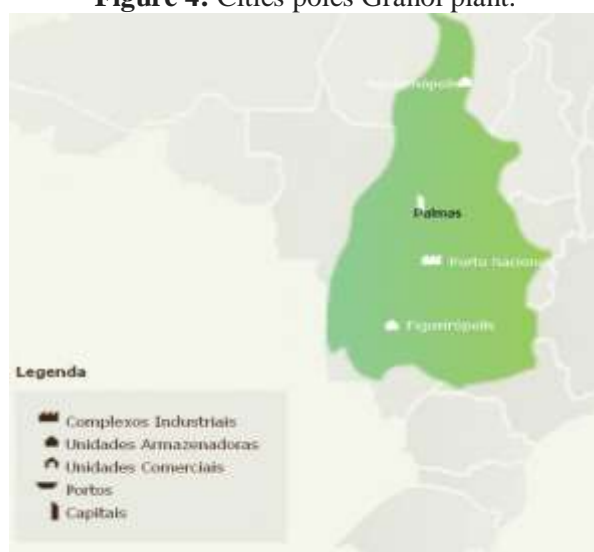 Figure 4: Cities poles Granol plant.
Palmas
Porto Nacional
Figueirópolis
Legenda
Complexos Industriais
Unidades Armazenadoras
Unidades Comerciais
Portos
Capitais